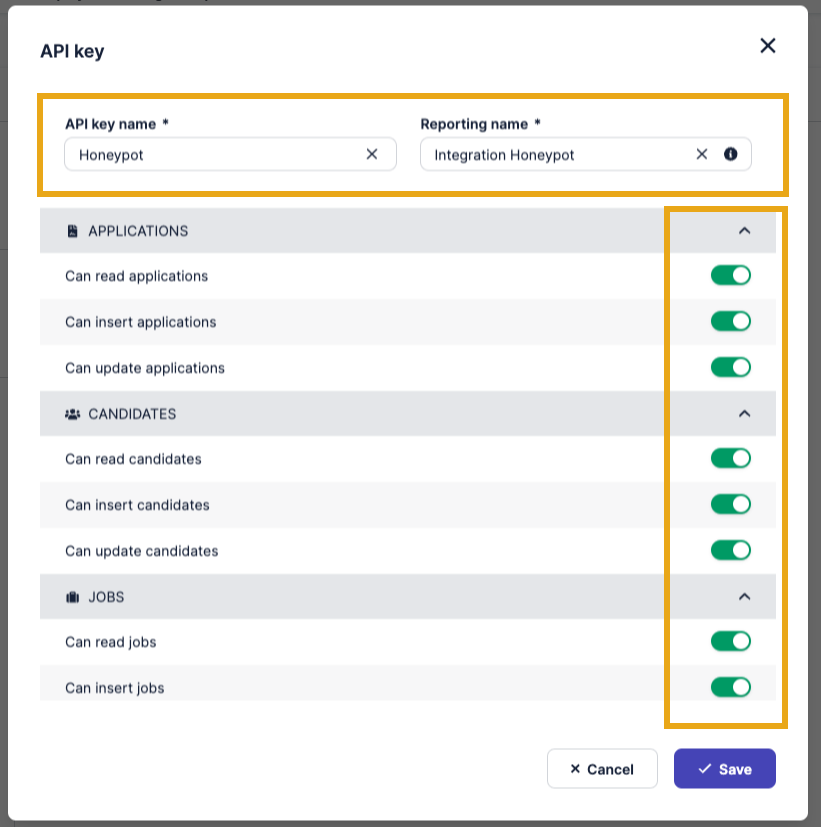 API key
API key name *
Reporting name *
Honeypot
Integration Honeypot
APPLICATIONS
Can read applications
Can insert applications
Can update applications
CANDIDATES
Can read candidates
Can insert candidates
Can update candidates
JOBS
Can read jobs
Can insert jobs
Cancel
Save